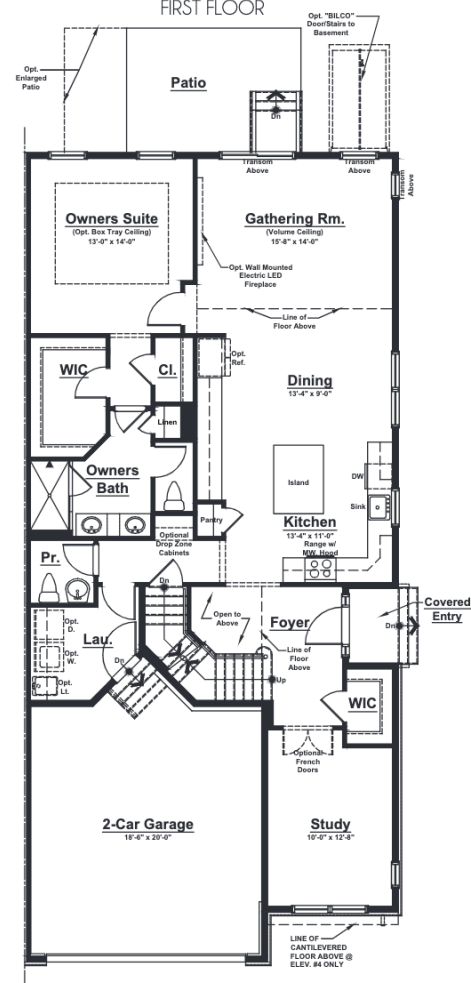 FIRST FLOOR
Opt. "BILCO"
Door/Stairs to
Basement
Opt.
Enlarged
Patio
Patio
Dn
Transom
Above
Transom
Above
Transom
Above
Owners Suite
(Opt. Box Tray Ceiling)
13'-0" x 14'-0"
Gathering Rm.
(Volume Ceiling)
15'-8" x 14'-0"
Opt. Wall Mounted
Electric LED
Fireplace
Line of
Floor Above
WIC
Cl.
Opt.
Ref.
Dining
13'-4" x 9'-0"
Linen
Owners
Bath
Island
DW
Sink
Pantry
Kitchen
13'-4" x 11'-0"
Range w/
MW. Hood
Optional
Drop Zone
Cabinets
Pr.
Dn
Open to
Above
Foyer
Covered
Entry
Dn
Opt.
D.
Lau.
Opt.
W.
Line of
Floor
Above
Dn
Opt.
Lt.
Up
WIC
Optional
French
Doors
2-Car Garage
18'-6" x 20'-0"
Study
10'-0" x 12'-8"
LINE OF
CANTILEVERED
FLOOR ABOVE @
ELEV. #4 ONLY